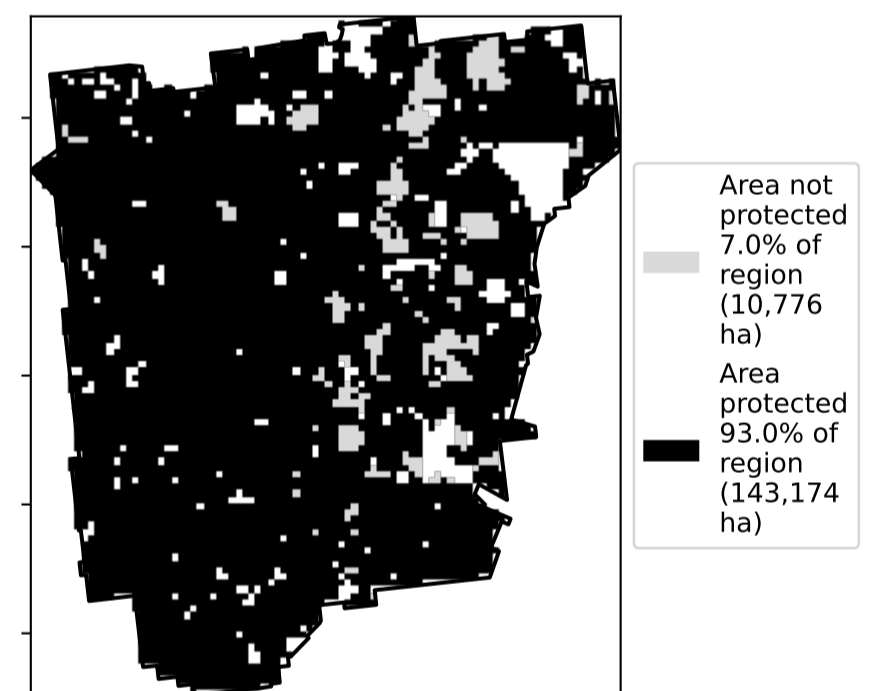 Area not
protected
7.0% of
region
(10,776
ha)
Area
protected
93.0% of
region
(143,174
ha)